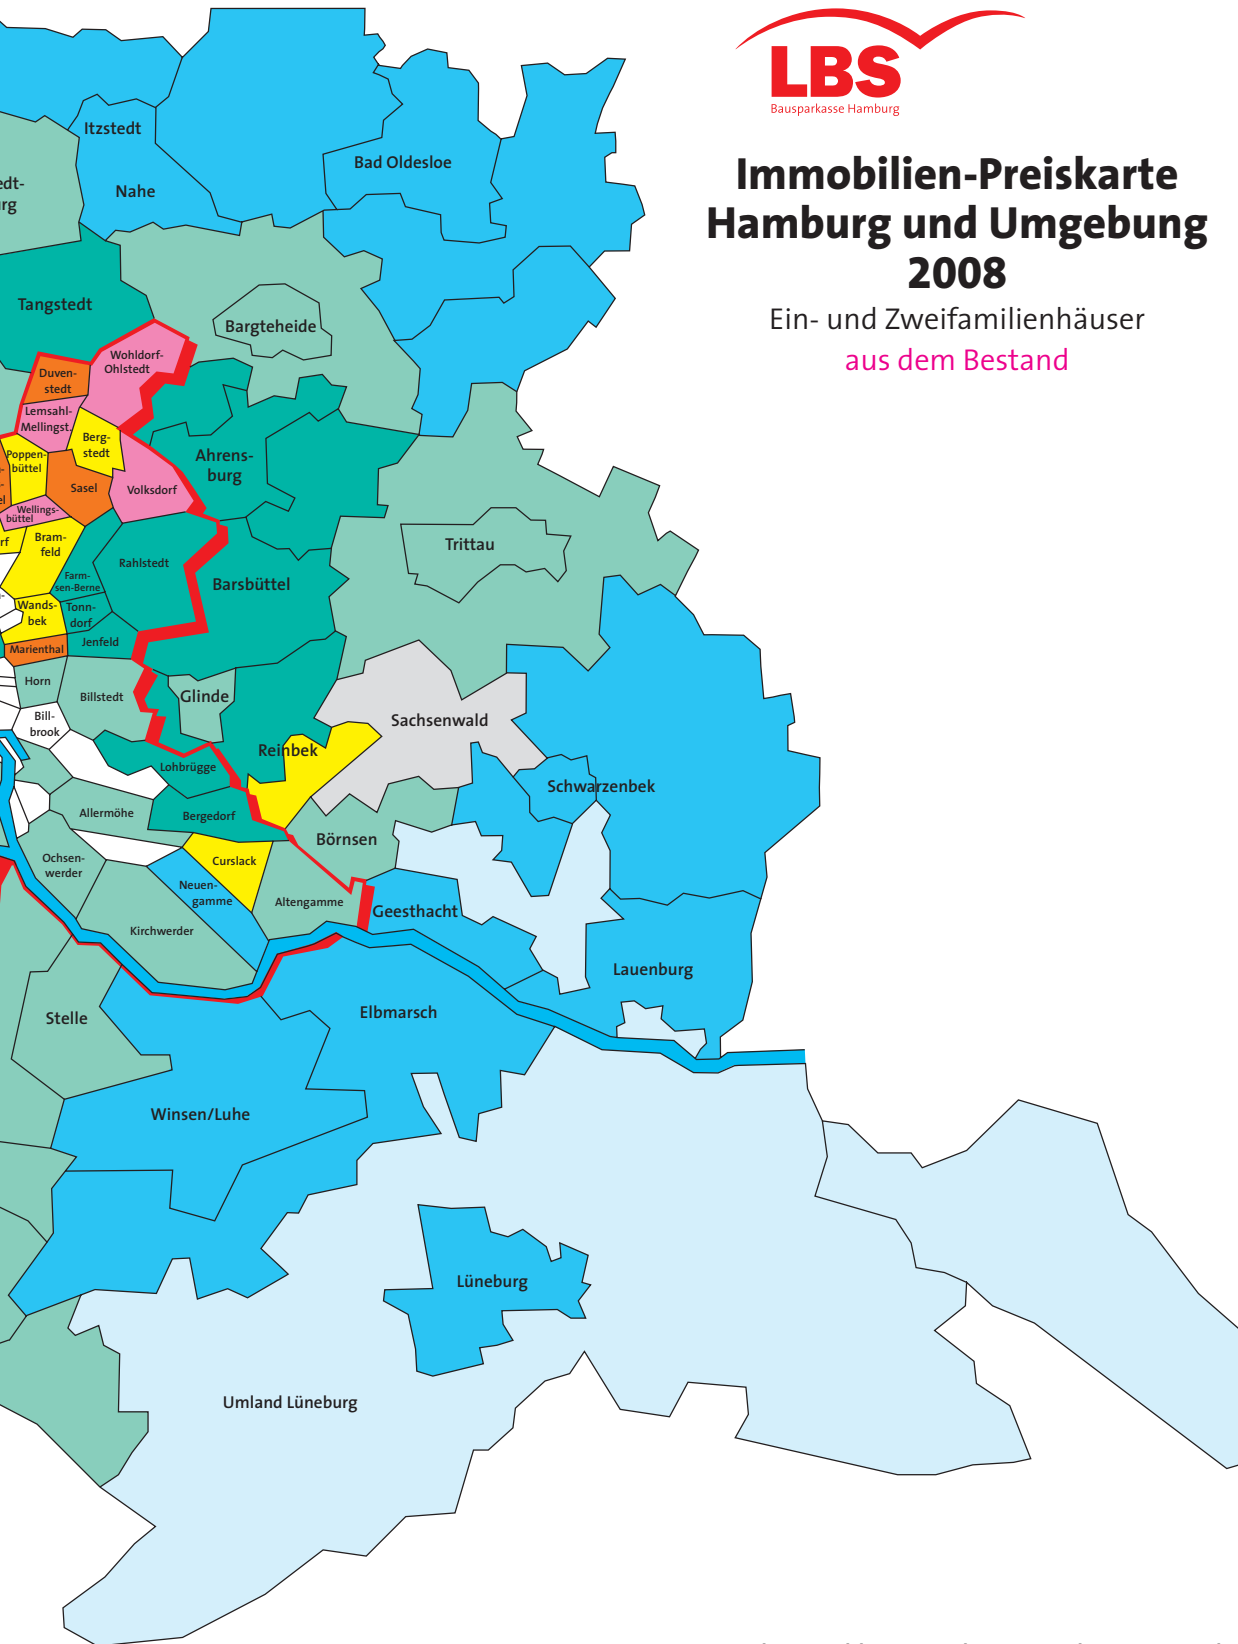 LBS
Bausparkasse Hamburg
Immobilien-Preiskarte
Hamburg und Umgebung
2008
Ein- und Zweifamilienhäuser
aus dem Bestand
Itzstedt
Nahe
Bad Oldesloe
edt-
rg
Tangstedt
Bargteheide
Wohldorf-
Ohlstedt
Duven-
stedt
Lemsahl-
Mellingst.
Berg-
stedt
Poppen-
büttel
el
Sasel
Volksdorf
Ahrens-
burg
Wellings-
büttel
rf
Bram-
feld
Rahlstedt
Farm-
sen-Berne
Barsbüttel
Trittau
Wands-
bek
Tonn-
dorf
Jenfeld
Marienthal
Horn
Billstedt
Glinde
Sachsenwald
Bill-
brook
Reinbek
Lohbrügge
Schwarzenbek
Allermöhe
Bergedorf
Börnsen
Ochsen-
werder
Curslack
Neuen-
gamme
Altengamme
Geesthacht
Kirchwerder
Lauenburg
Stelle
Elbmarsch
Winsen/Luhe
Lüneburg
Umland Lüneburg